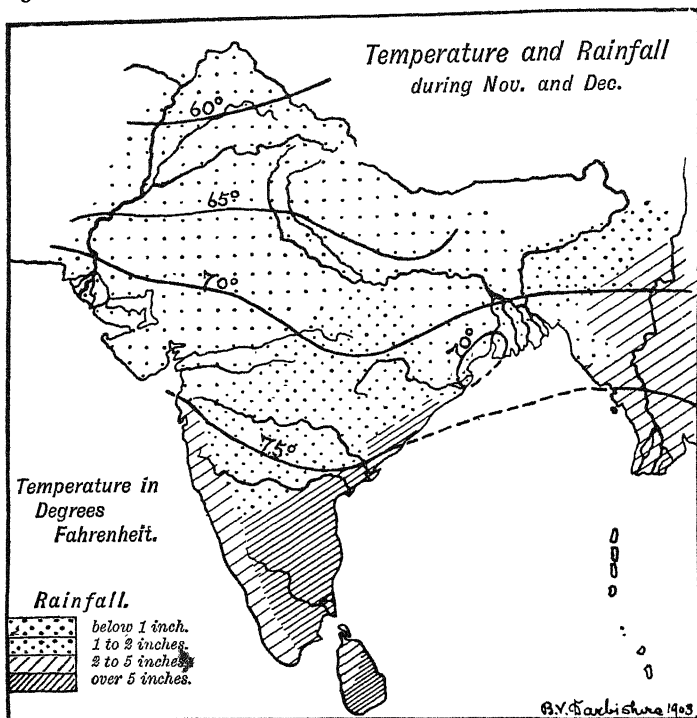 Temperature and Rainfall
during Nov. and Dec.
60°
65°
70°
70°
75°
Temperature in
Degrees
Fahrenheit.
Rainfall.
below 1 inch.
1 to 2 inches.
2 to 5 inches
over 5 inches.
B.V. Darbishire 1903